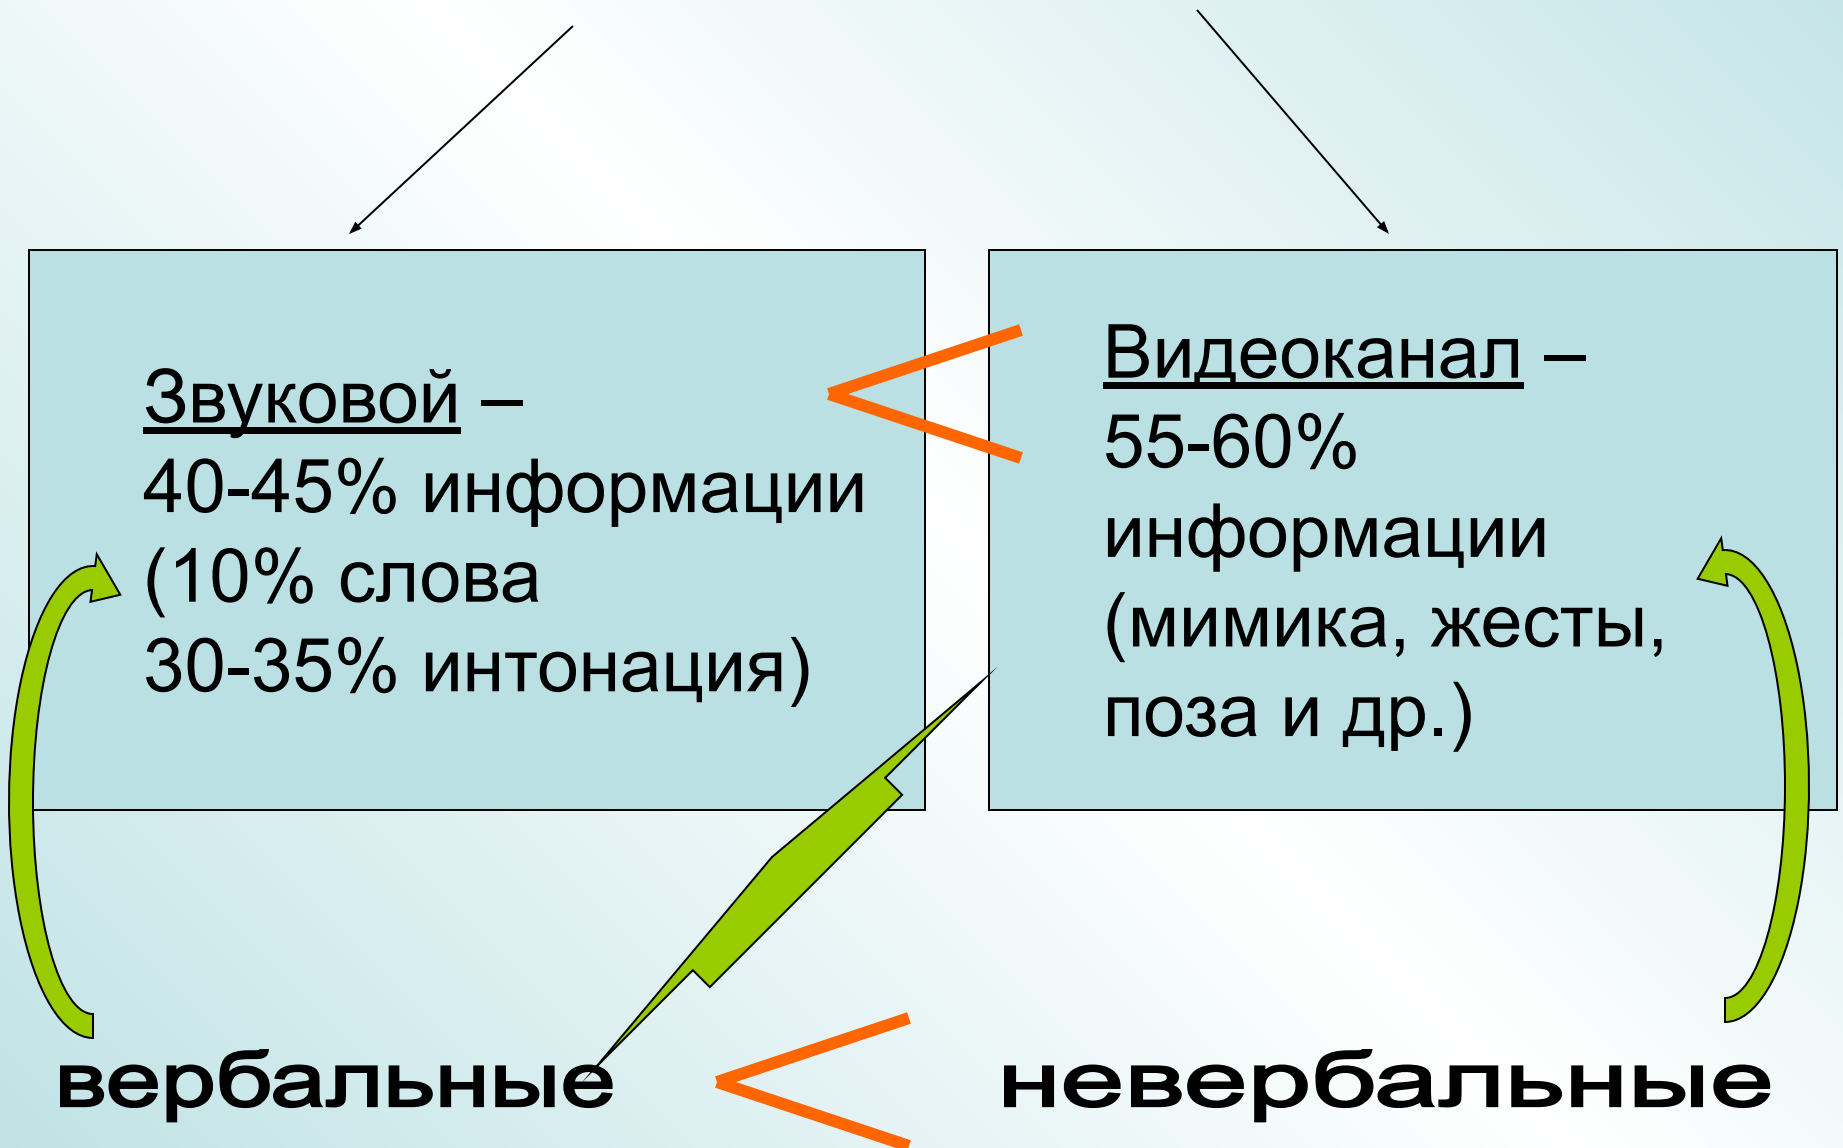 Звуковой –
40-45% информации
(10% слова
30-35% интонация)
Видеоканал –
55-60%
информации
(мимика, жесты,
поза и др.)
вербальные
невербальные